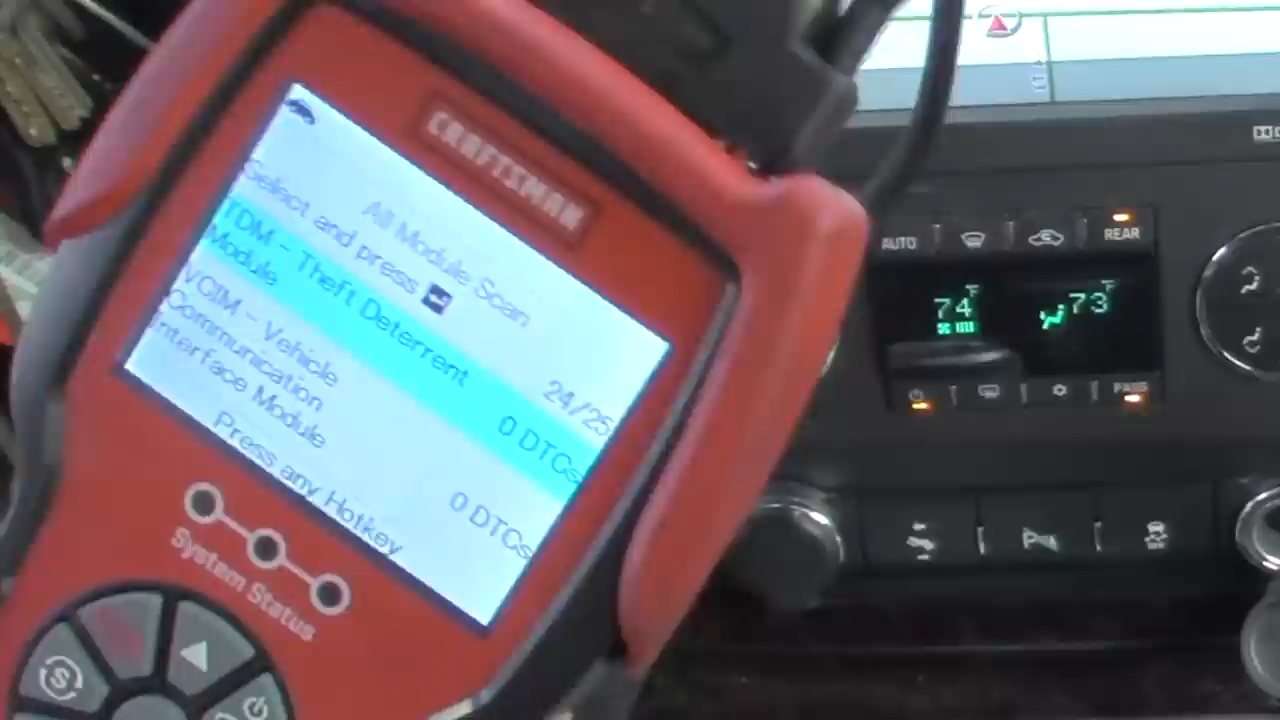 CRAFTSMAN
All Module Scan
Select and press
24/25
TDM - Theft Deterrent
Module
0 DTCs
VCIM - Vehicle
Communication
Interface Module
0 DTCs
Press any Hotkey
System Status
S
AUTO
REAR
74°F
73°F
PASS